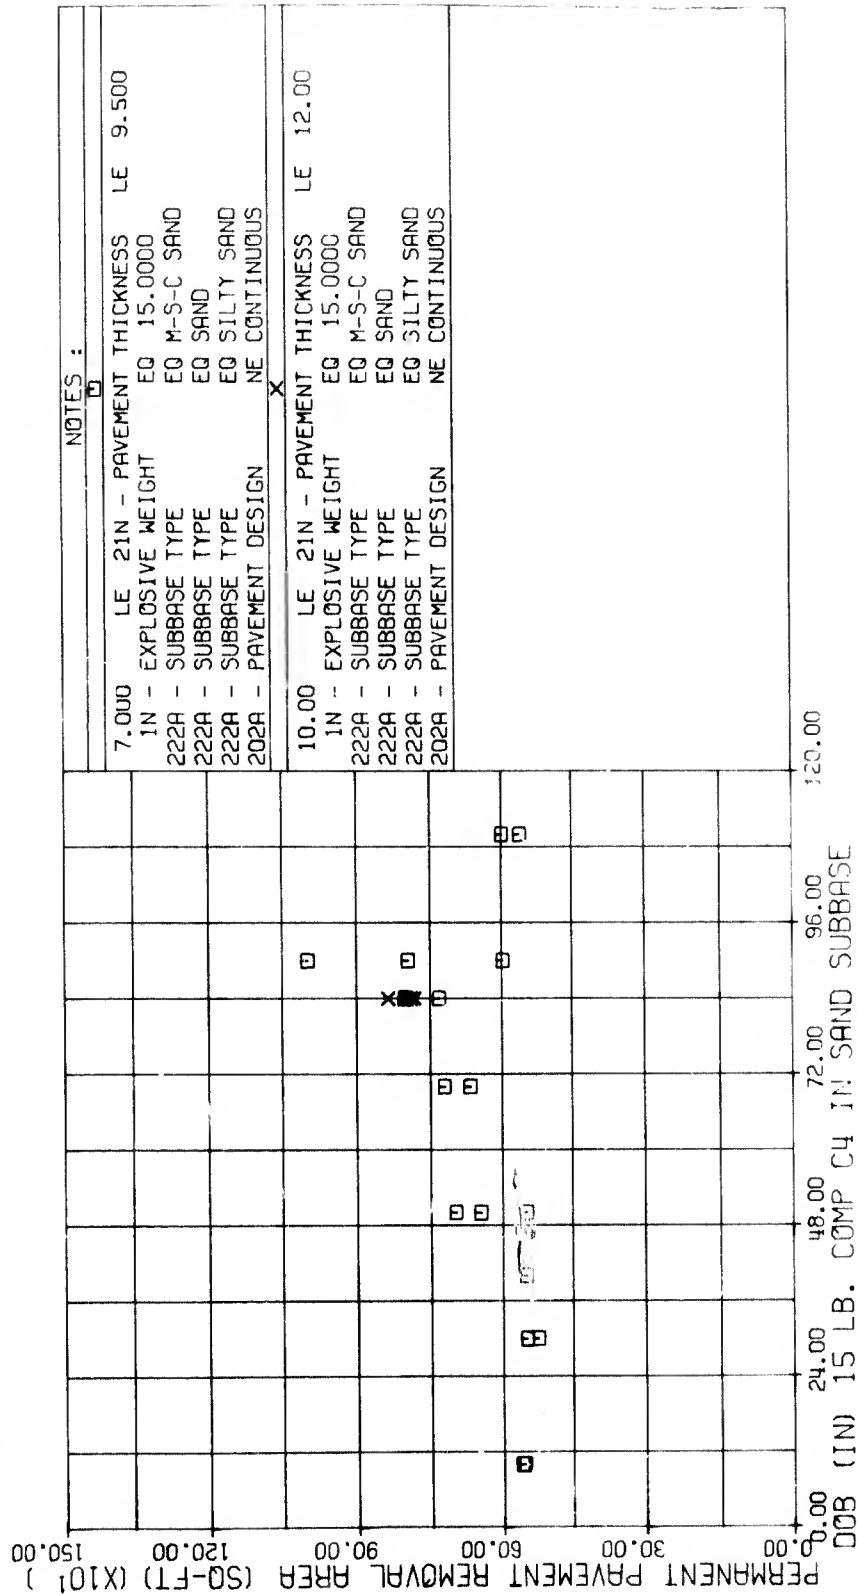 PERMANENT PAVEMENT REMOVAL AREA (SQ-FT) (X10¹)
150.00
120.00
90.00
60.00
30.00
0.00
0.00 24.00 48.00 72.00 96.00 120.00
DOB (IN) 15 LB. COMP C4 IN SAND SUBBASE
NOTES :
7.000 LE 21N - PAVEMENT THICKNESS LE 9.500
1N - EXPLOSIVE WEIGHT EQ 15.0000
222A - SUBBASE TYPE EQ M-S-C SAND
222A - SUBBASE TYPE EQ SAND
222A - SUBBASE TYPE EQ SILTY SAND
202A - PAVEMENT DESIGN NE CONTINUOUS
10.00 LE 21N - PAVEMENT THICKNESS LE 12.00
1N - EXPLOSIVE WEIGHT EQ 15.0000
222A - SUBBASE TYPE EQ M-S-C SAND
222A - SUBBASE TYPE EQ SAND
222A - SUBBASE TYPE EQ SILTY SAND
202A - PAVEMENT DESIGN NE CONTINUOUS